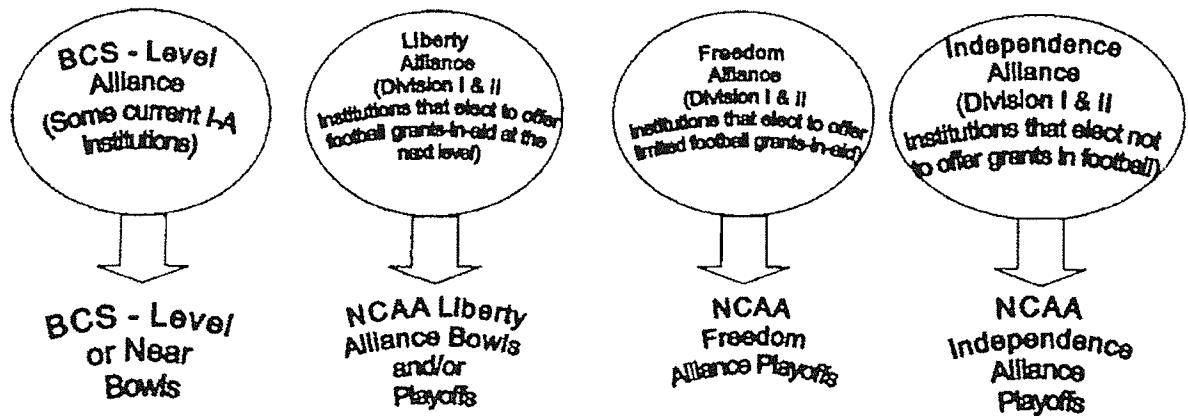 BCS - Level
Alliance
(Some current I-A
Institutions)
BCS - Level
or Near
Bowls
Liberty
Alliance
(Division I & II
Institutions that elect to offer
football grants-in-aid at the
next level)
NCAA Liberty
Alliance Bowls
and/or
Playoffs
Freedom
Alliance
(Division I & II
Institutions that elect to offer
limited football grants-in-aid)
NCAA
Freedom
Alliance Playoffs
Independence
Alliance
(Division I & II
Institutions that elect not
to offer grants in football)
NCAA
Independence
Alliance
Playoffs